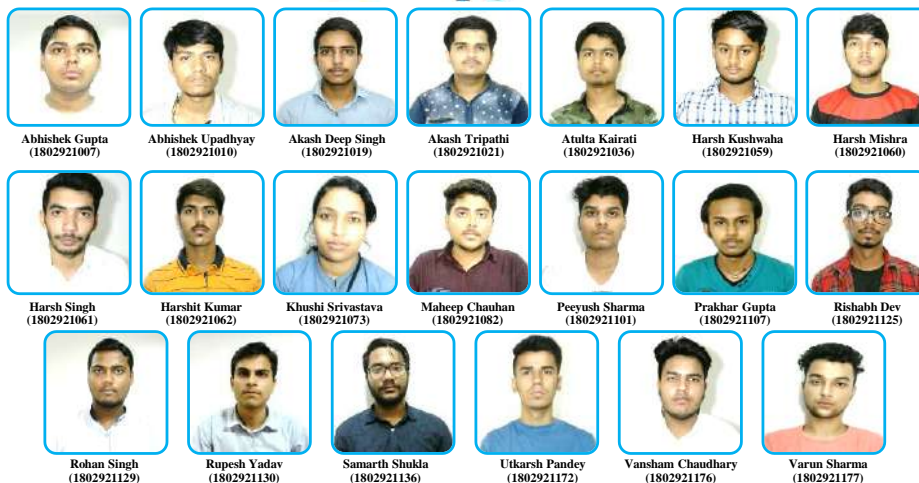 Abhishek Gupta
(1802921007)
Abhishek Upadhyay
(1802921010)
Akash Deep Singh
(1802921019)
Akash Tripathi
(1802921021)
Atulta Kairati
(1802921036)
Harsh Kushwaha
(1802921059)
Harsh Mishra
(1802921060)
Harsh Singh
(1802921061)
Harshit Kumar
(1802921062)
Khushi Srivastava
(1802921073)
Maheep Chauhan
(1802921082)
Peeyush Sharma
(1802921101)
Prakhar Gupta
(1802921107)
Rishabh Dev
(1802921125)
Rohan Singh
(1802921129)
Rupesh Yadav
(1802921130)
Samarth Shukla
(1802921136)
Utkarsh Pandey
(1802921172)
Vansham Chaudhary
(1802921176)
Varun Sharma
(1802921177)